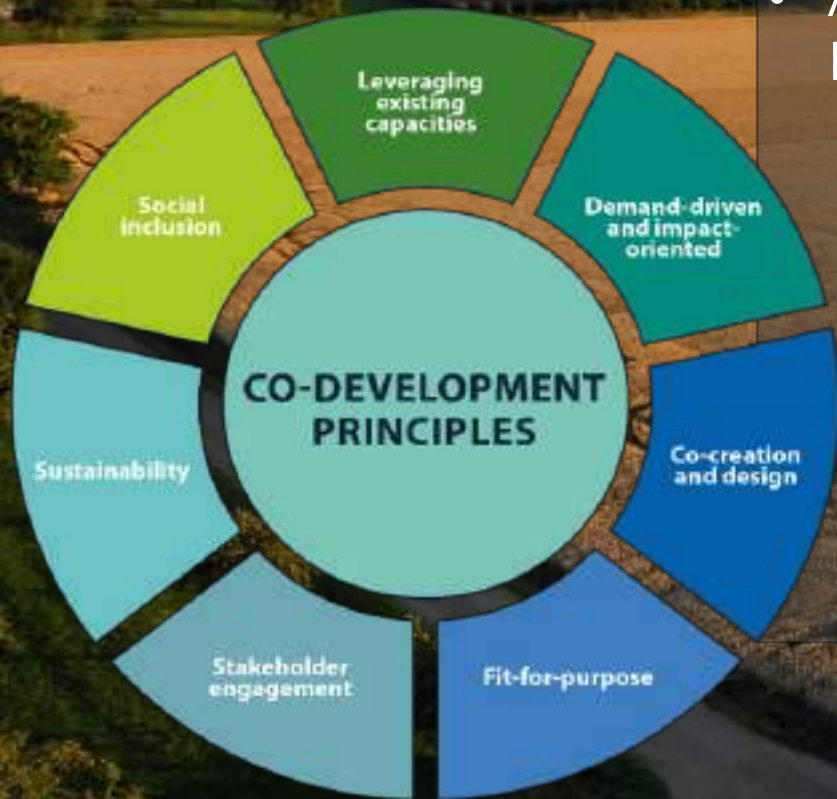 Leveraging
existing
capacities
Demand-driven
and impact-
oriented
Co-creation
and design
Fit-for-purpose
Stakeholder
engagement
Sustainability
Social
inclusion
CO-DEVELOPMENT
PRINCIPLES